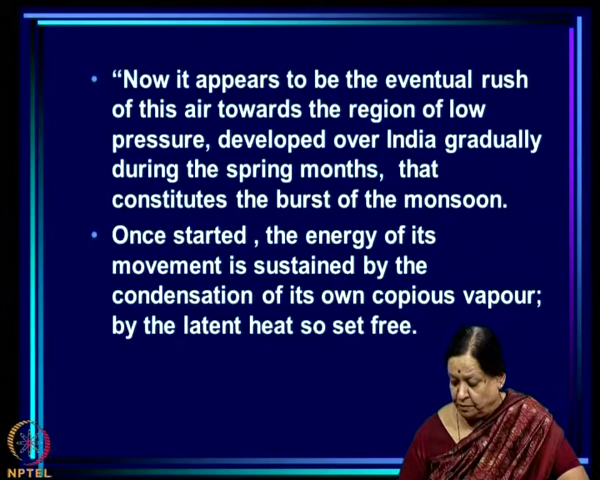 • “Now it appears to be the eventual rush
of this air towards the region of low
pressure, developed over India gradually
during the spring months, that
constitutes the burst of the monsoon.
• Once started , the energy of its
movement is sustained by the
condensation of its own copious vapour;
by the latent heat so set free.
NPTEL